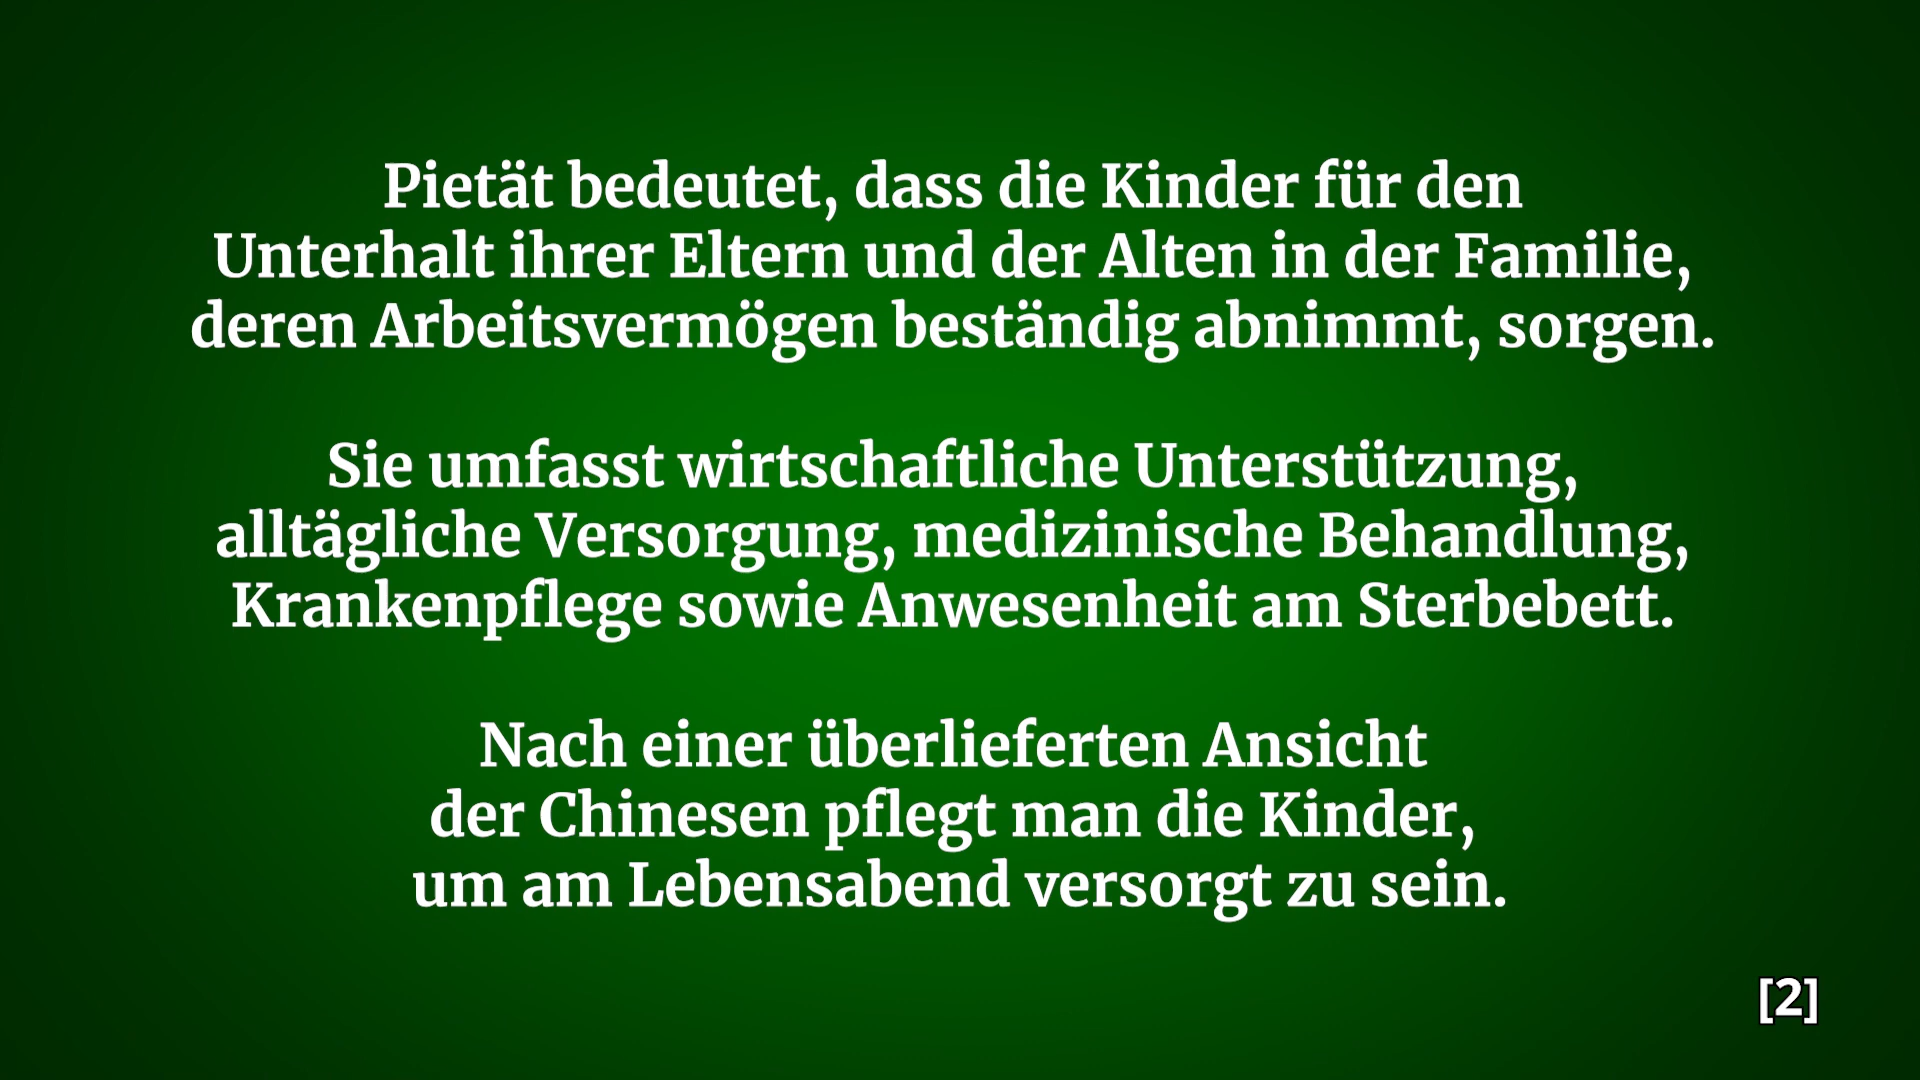 Pietät bedeutet, dass die Kinder für den
Unterhalt ihrer Eltern und der Alten in der Familie,
deren Arbeitsvermögen beständig abnimmt, sorgen.
Sie umfasst wirtschaftliche Unterstützung,
alltägliche Versorgung, medizinische Behandlung,
Krankenpflege sowie Anwesenheit am Sterbebett.
Nach einer überlieferten Ansicht
der Chinesen pflegt man die Kinder,
um am Lebensabend versorgt zu sein.
[2]